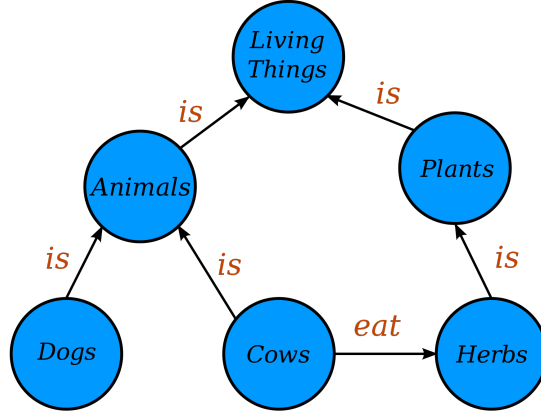 Living
Things
is
is
Animals
Plants
is
is
is
eat
Dogs
Cows
Herbs